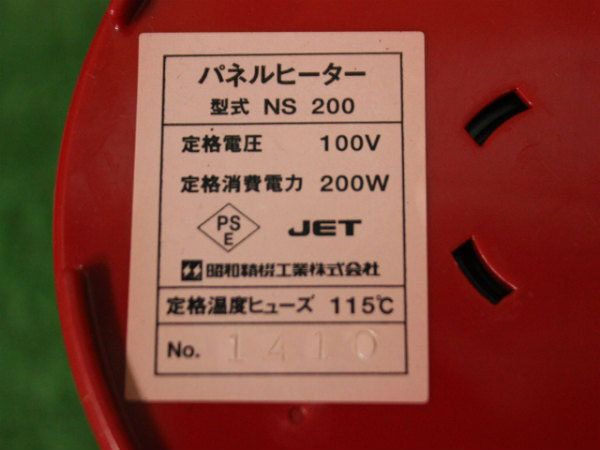 パネルヒーター
型式 NS 200
定格電圧 100V
定格消費電力 200W
PS
E
JET
昭和精機工業株式会社
定格温度ヒューズ 115℃
No. 1410